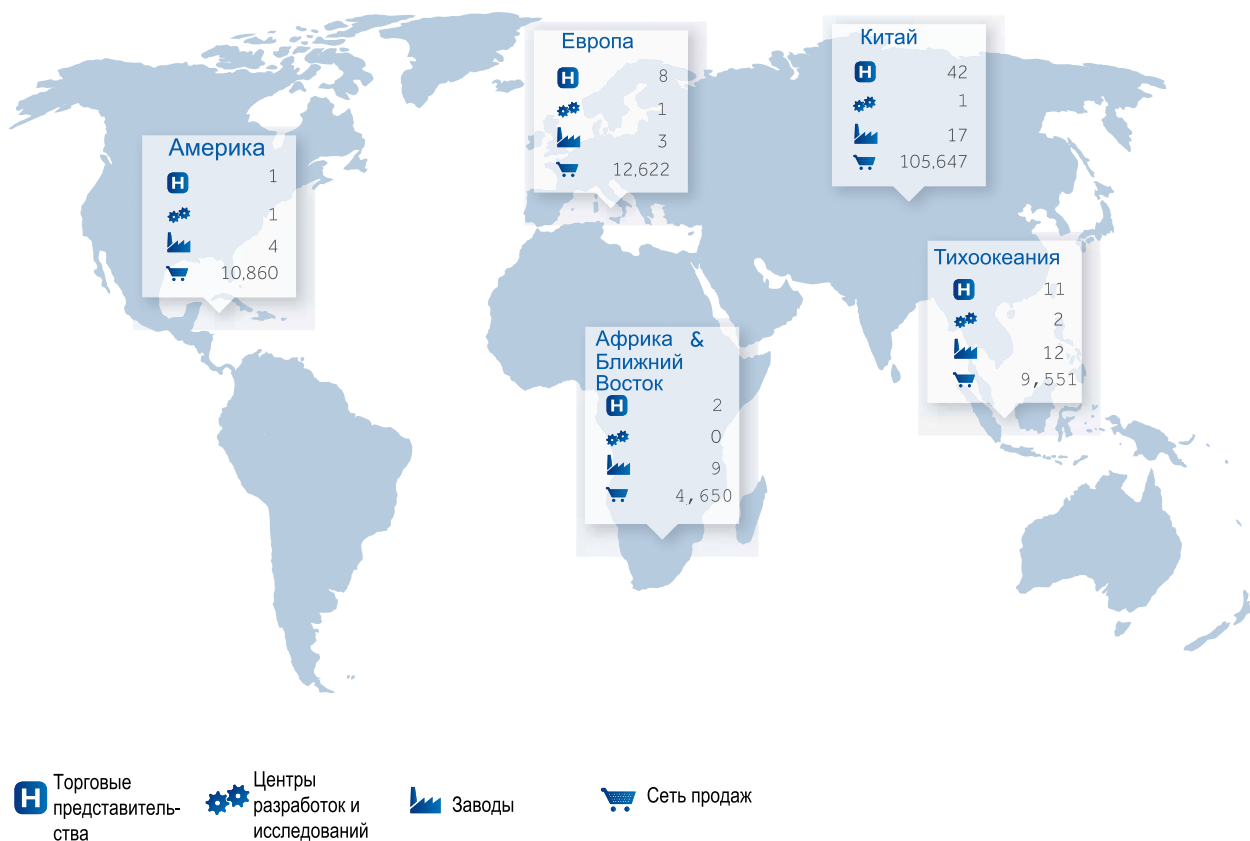 Европа
H 8
1
3
12,622
Китай
H 42
1
17
105,647
Америка
H 1
1
4
10,860
Тихоокеания
H 11
2
12
9,551
Африка &
Ближний
Восток
H 2
0
9
4,650
H Торговые
представитель-
ства
Центры
разработок и
исследований
Заводы
Сеть продаж